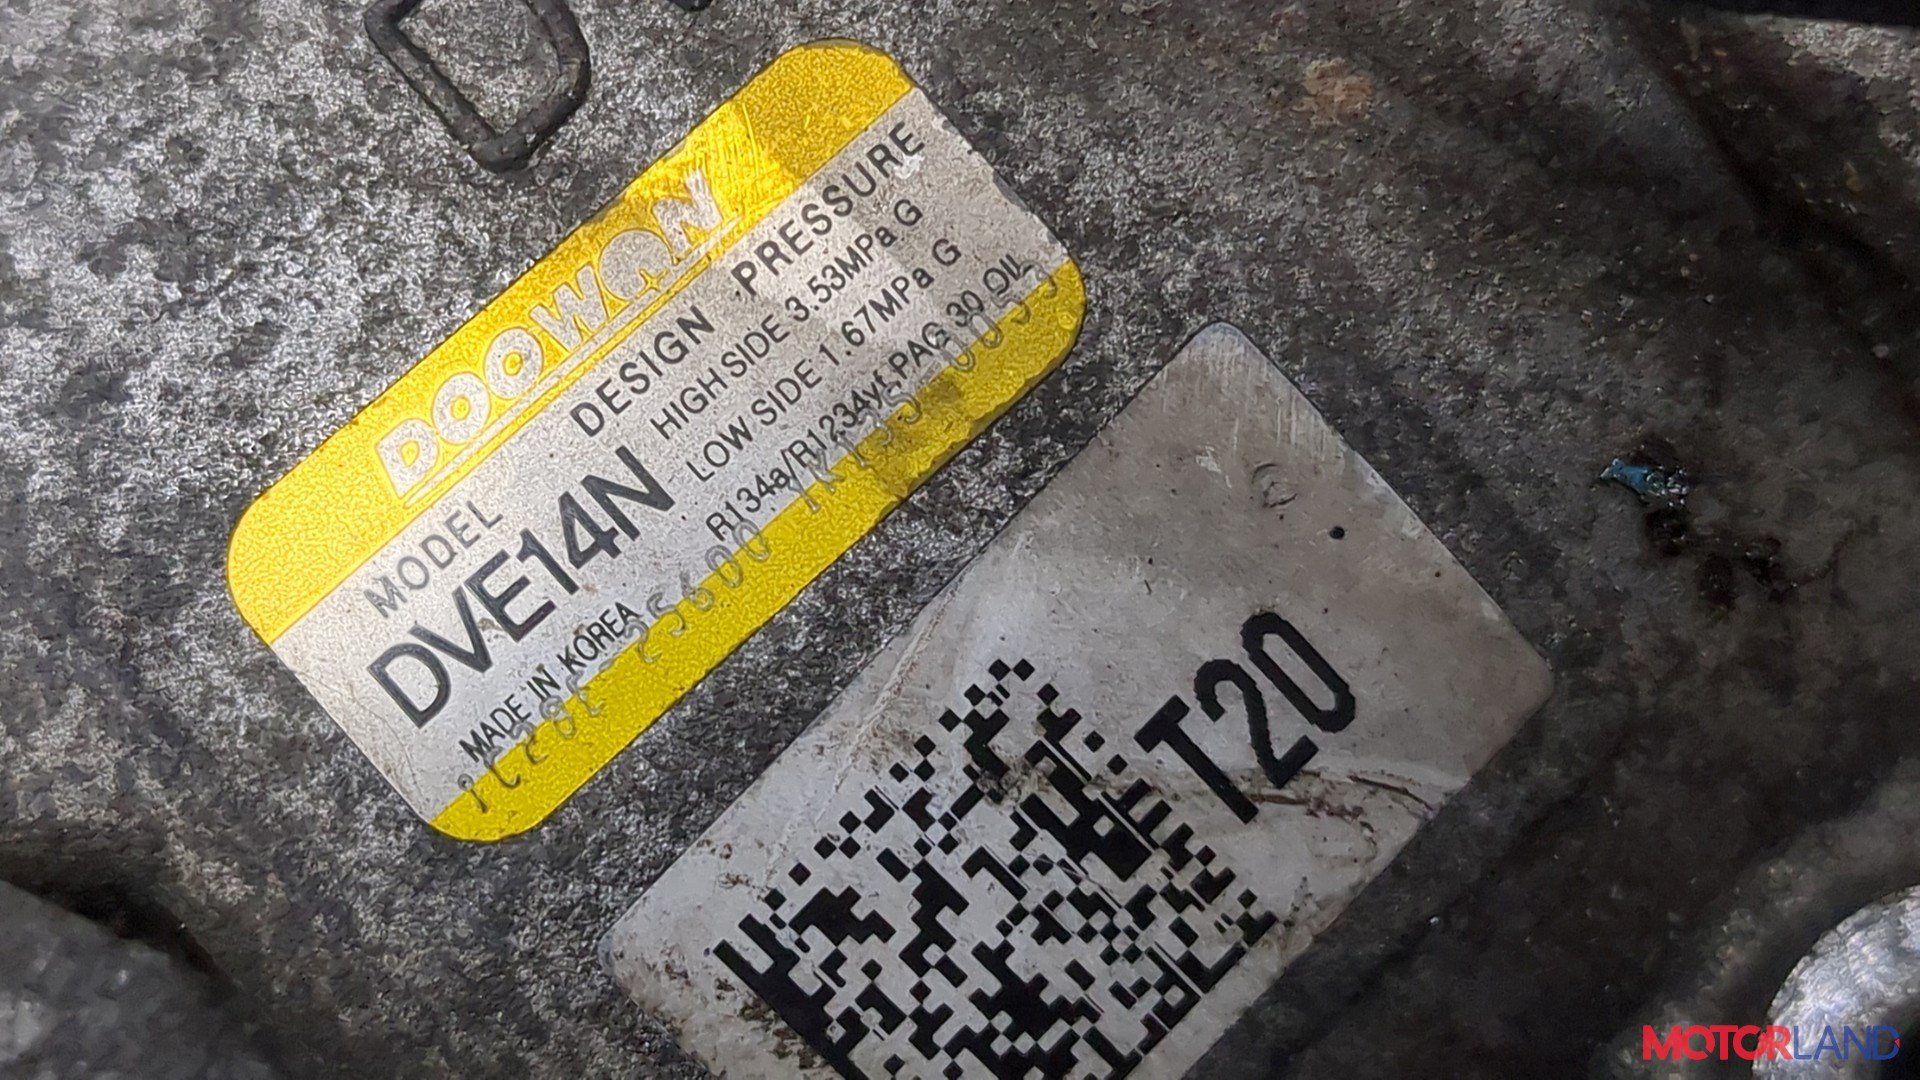 DOOWON
MODEL
DVE14N
MADE IN KOREA
DESIGN PRESSURE
HIGH SIDE 3.53MPa G
LOW SIDE 1.67MPa G
R134a/R1234yf PAG 30 OIL
T20
MOTORLAND